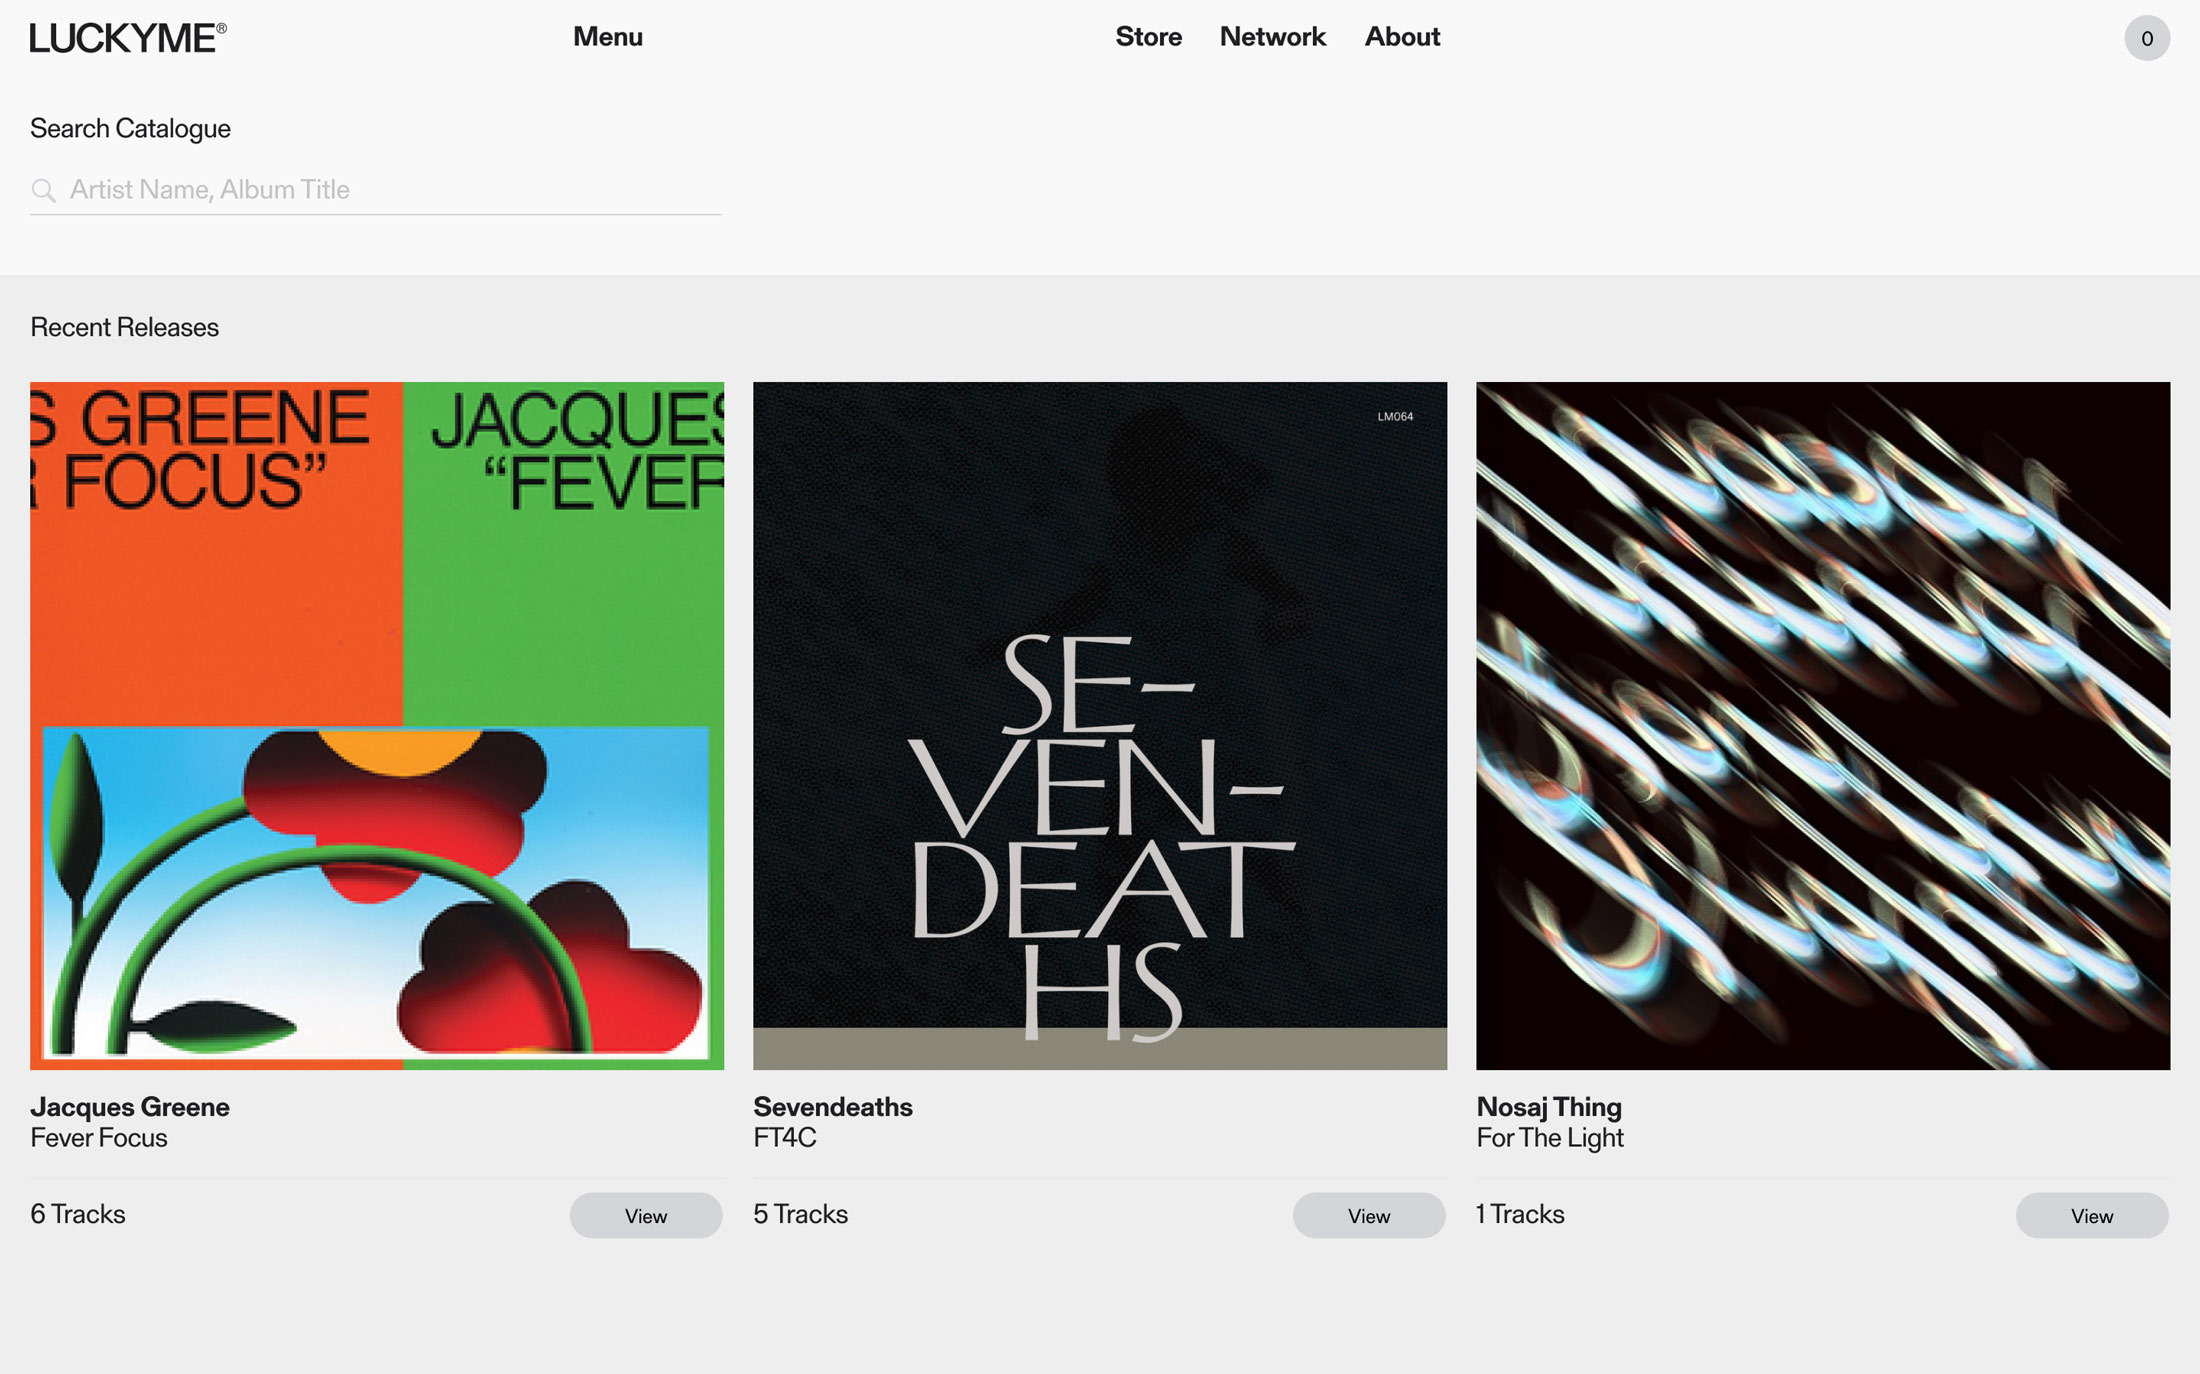 LUCKYME®
Menu
Store
Network
About
0
Search Catalogue
Artist Name, Album Title
Recent Releases
S GREENE
R FOCUS”
JACQUES
“FEVER
LM064
SE–
VEN–
DEAT
HS
Jacques Greene
Fever Focus
6 Tracks
View
Sevendeaths
FT4C
5 Tracks
View
Nosaj Thing
For The Light
1 Tracks
View